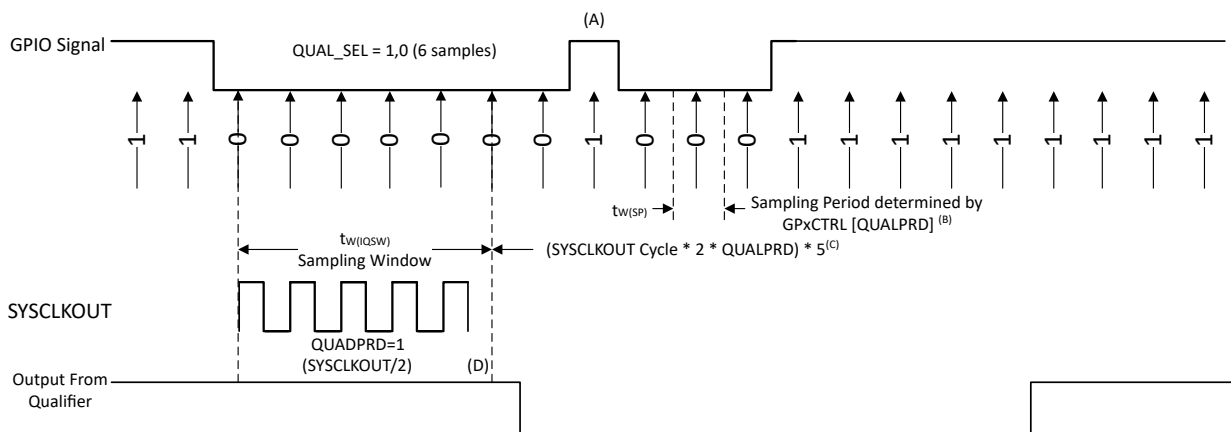 (A)
GPIO Signal
QUAL_SEL = 1,0 (6 samples)
1 1 0 0 0 0 0 0 0 1 0 0 0 1 1 1 1 1 1 1 1 1
tW(SP)
Sampling Period determined by
GPxCTRL [QUALPRD] (B)
tW(IQSW)
Sampling Window
(SYSCLKOUT Cycle * 2 * QUALPRD) * 5(C)
SYSCLKOUT
QUADPRD=1
(SYSCLKOUT/2)
(D)
Output From
Qualifier